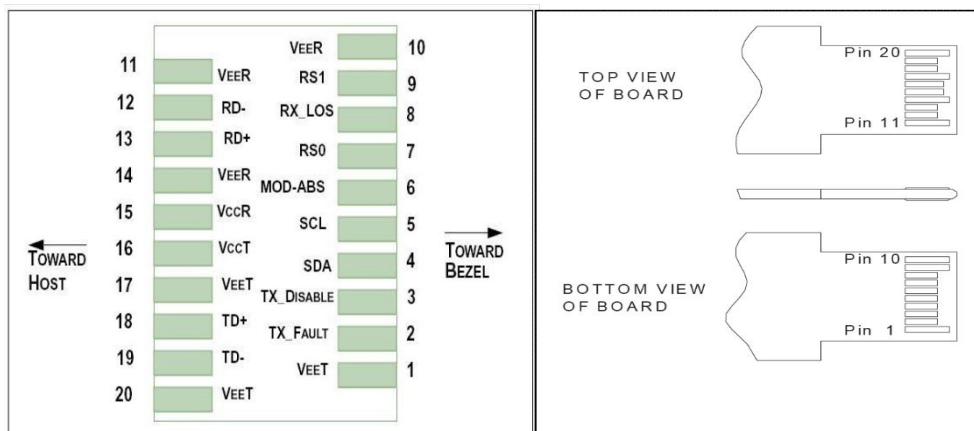 11 VEER
12 RD-
13 RD+
14 VEER
15 VCCR
16 VCCT
17 VEET
18 TD+
19 TD-
20 VEET
VEER 10
RS1 9
RX_LOS 8
RS0 7
MOD-ABS 6
SCL 5
SDA 4
TX_DISABLE 3
TX_FAULT 2
VEET 1
TOWARD
HOST
TOWARD
BEZEL
TOP VIEW
OF BOARD
Pin 20
Pin 11
BOTTOM VIEW
OF BOARD
Pin 10
Pin 1